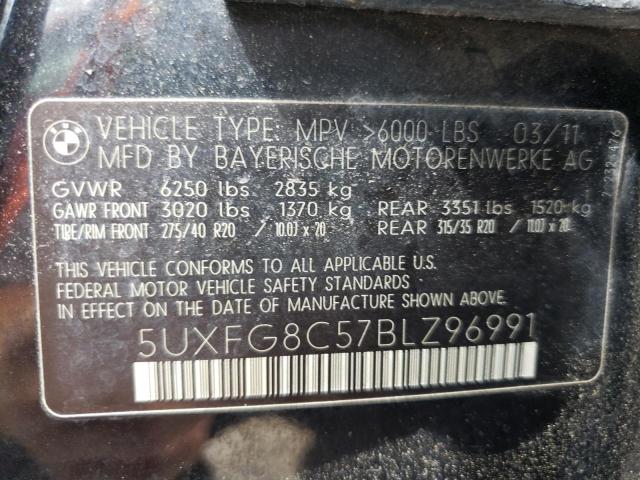 VEHICLE TYPE: MPV >6000 LBS 03/11
MFD BY BAYERISCHE MOTORENWERKE AG
GVWR 6250 lbs 2835 kg
GAWR FRONT 3020 lbs 1370 kg REAR 3351 lbs 1520 kg
TIRE/RIM FRONT 275/40 R20 / 10.0J x 20 REAR 315/35 R20 / 11.0J x 20
THIS VEHICLE CONFORMS TO ALL APPLICABLE U.S.
FEDERAL MOTOR VEHICLE SAFETY STANDARDS
IN EFFECT ON THE DATE OF MANUFACTURE SHOWN ABOVE.
5UXFG8C57BLZ96991